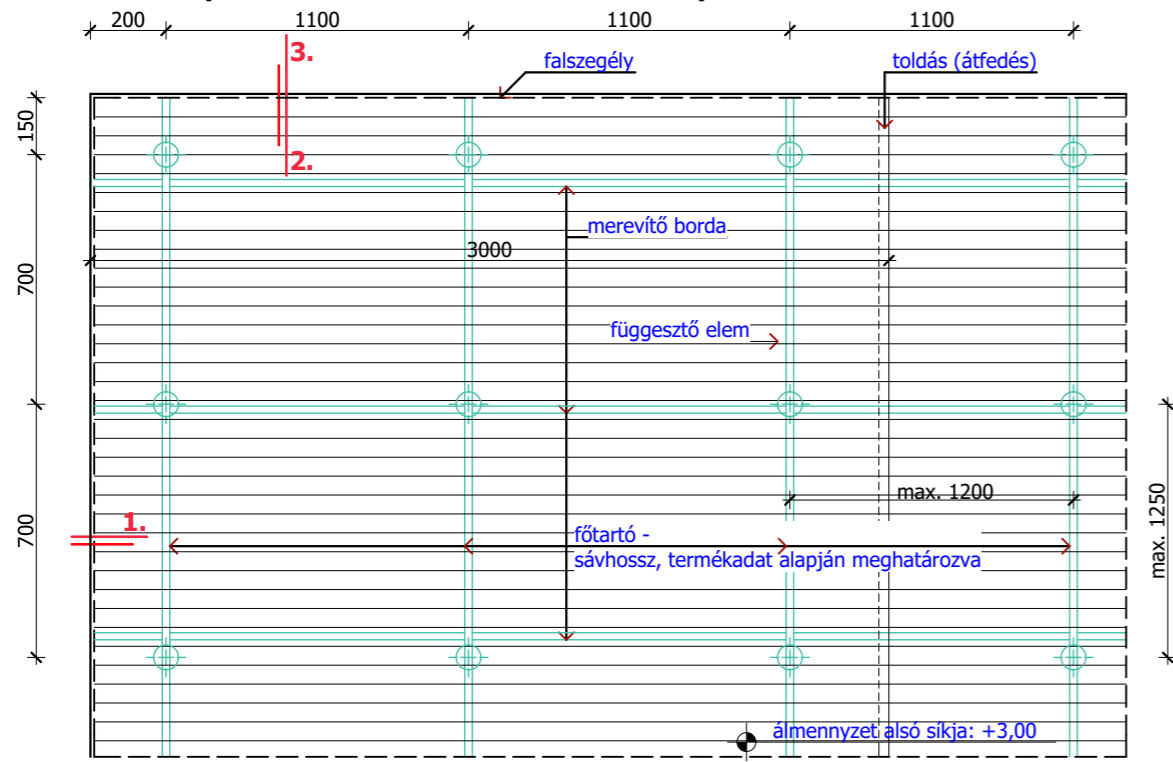 200 1100 1100 1100
3.
falszegély
toldás (átfedés)
150
2.
merevítő borda
3000
700
függesztő elem
max. 1200
max. 1250
1.
700
főtartó -
sávhossz, termékadat alapján meghatározva
álmennyzet alsó síkja: +3,00